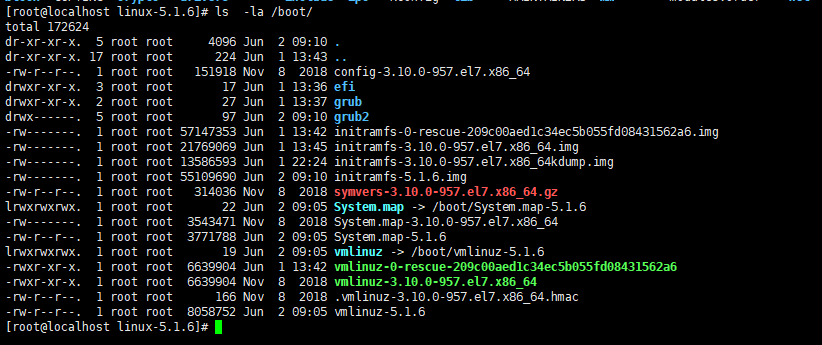 [root@localhost linux-5.1.6]# ls  -la /boot/
total 172624
dr-xr-xr-x.  5 root root     4096 Jun  2 09:10 .
dr-xr-xr-x. 17 root root      224 Jun  1 13:43 ..
-rw-r--r--.  1 root root   151918 Nov  8  2018 config-3.10.0-957.el7.x86_64
drwxr-xr-x.  3 root root       17 Jun  1 13:36 efi
drwxr-xr-x.  2 root root       27 Jun  1 13:37 grub
drwx------.  5 root root       97 Jun  2 09:10 grub2
-rw-------.  1 root root 57147353 Jun  1 13:42 initramfs-0-rescue-209c00aed1c34ec5b055fd08431562a6.img
-rw-------.  1 root root 21769069 Jun  1 13:45 initramfs-3.10.0-957.el7.x86_64.img
-rw-------.  1 root root 13586593 Jun  1 22:24 initramfs-3.10.0-957.el7.x86_64kdump.img
-rw-------.  1 root root 55109690 Jun  2 09:10 initramfs-5.1.6.img
-rw-r--r--.  1 root root   314036 Nov  8  2018 symvers-3.10.0-957.el7.x86_64.gz
lrwxrwxrwx.  1 root root       22 Jun  2 09:05 System.map -> /boot/System.map-5.1.6
-rw-------.  1 root root  3543471 Nov  8  2018 System.map-3.10.0-957.el7.x86_64
-rw-r--r--.  1 root root  3771788 Jun  2 09:05 System.map-5.1.6
lrwxrwxrwx.  1 root root       19 Jun  2 09:05 vmlinuz -> /boot/vmlinuz-5.1.6
-rwxr-xr-x.  1 root root  6639904 Jun  1 13:42 vmlinuz-0-rescue-209c00aed1c34ec5b055fd08431562a6
-rwxr-xr-x.  1 root root  6639904 Nov  8  2018 vmlinuz-3.10.0-957.el7.x86_64
-rw-r--r--.  1 root root      166 Nov  8  2018 .vmlinuz-3.10.0-957.el7.x86_64.hmac
-rw-r--r--.  1 root root  8058752 Jun  2 09:05 vmlinuz-5.1.6
[root@localhost linux-5.1.6]#